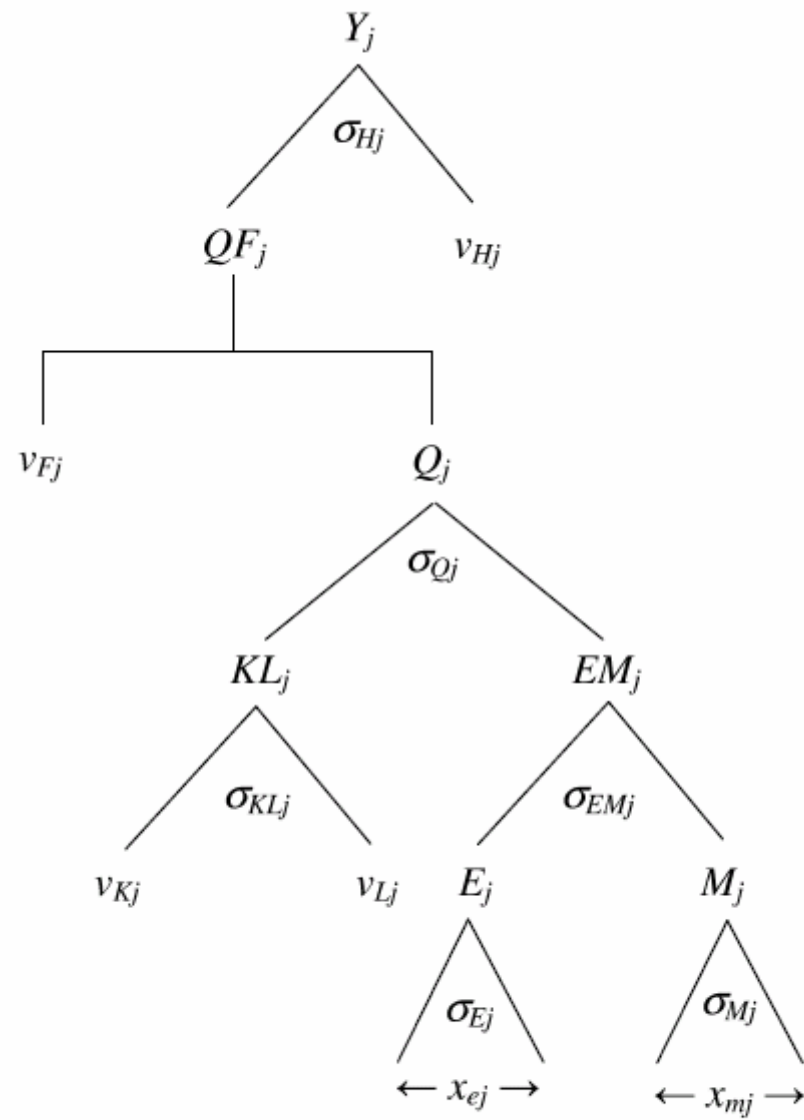 Y_j
σ_Hj
QF_j v_Hj
v_Fj Q_j
σ_Qj
KL_j EM_j
σ_KLj σ_EMj
v_Kj v_Lj E_j M_j
σ_Ej σ_Mj
← x_ej → ← x_mj →